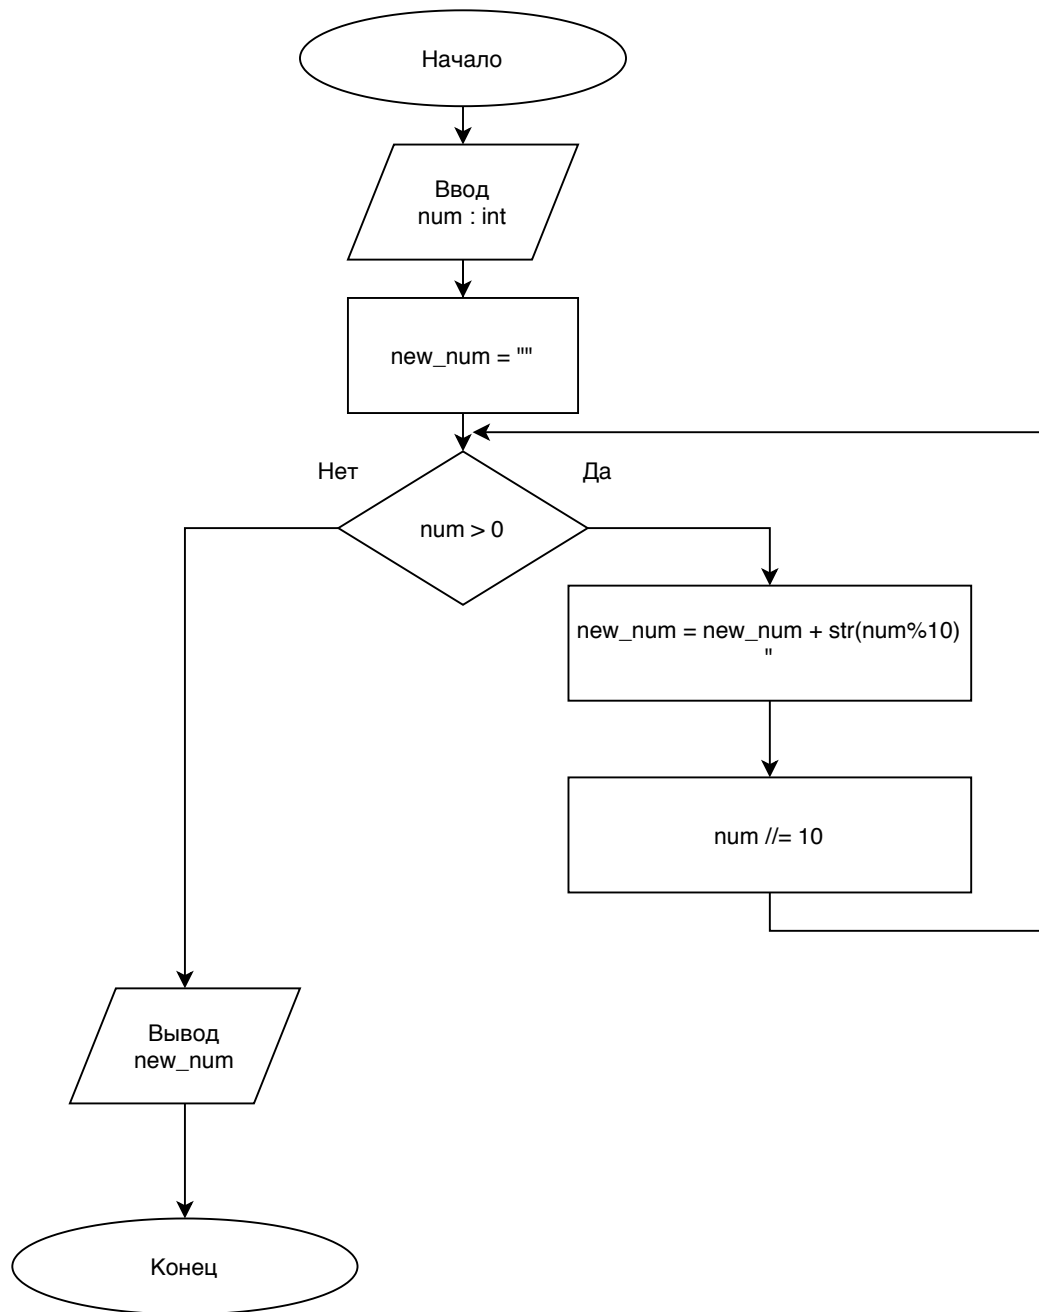 Начало
Ввод
num : int
new_num = ""
Нет
Да
num > 0
new_num = new_num + str(num%10)
"
num //= 10
Вывод
new_num
Конец